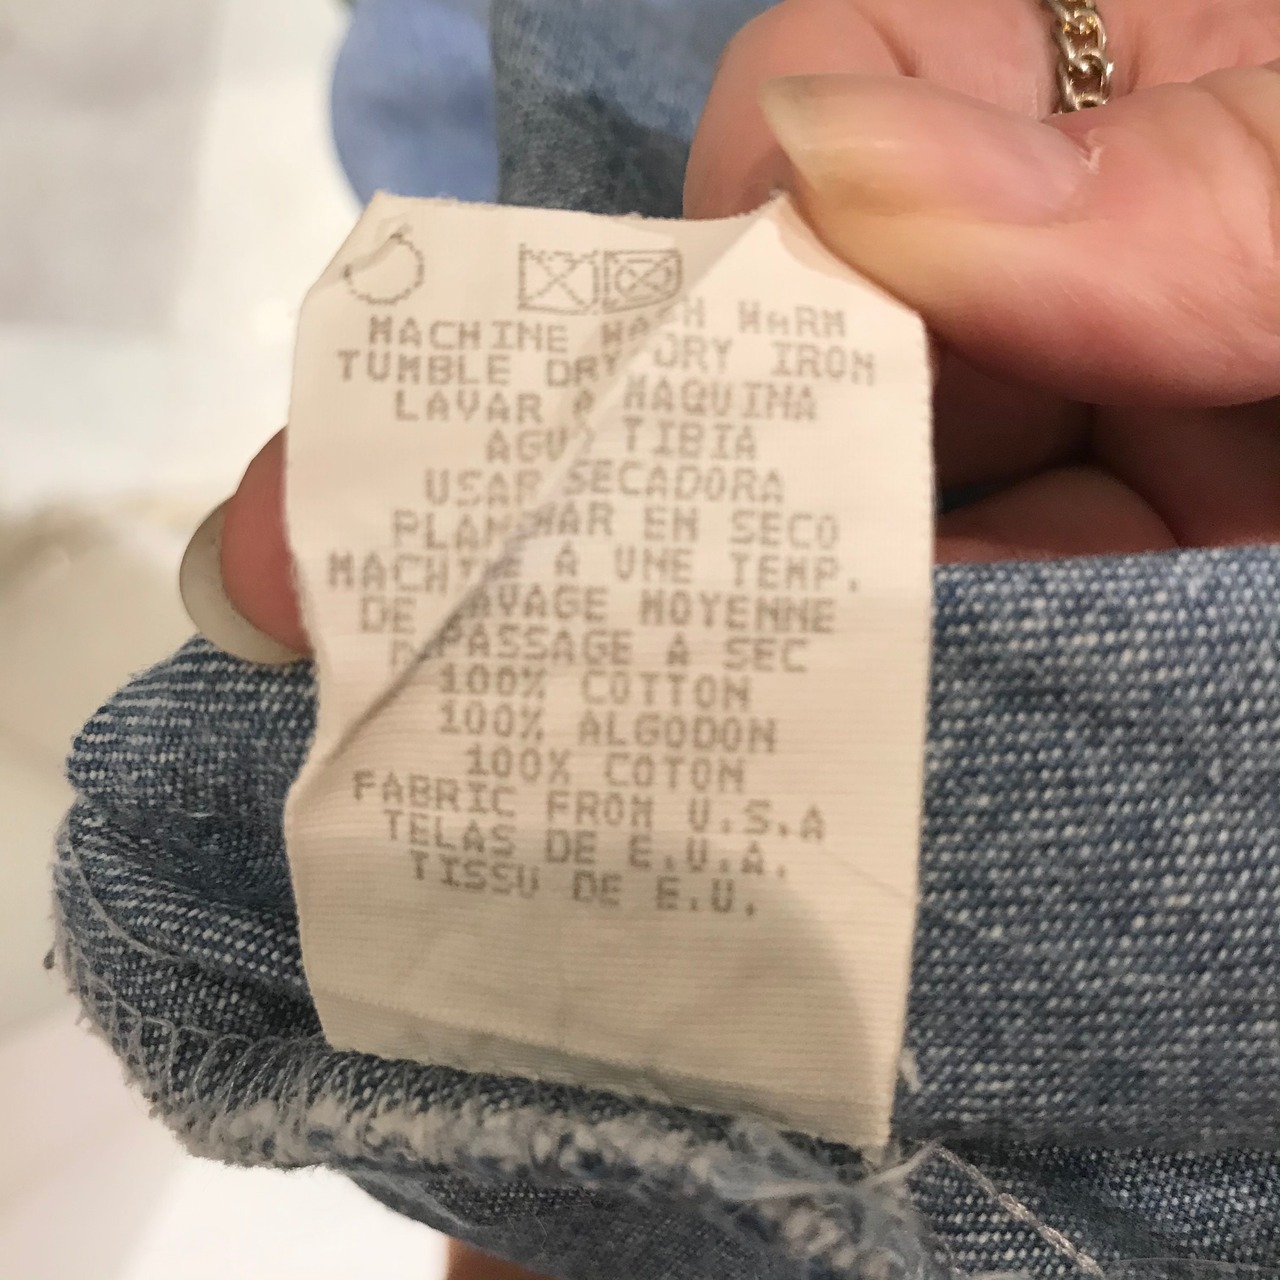 MACHINE WASH WARM
TUMBLE DRY DRY IRON
LAVAR A MAQUINA
AGUA TIBIA
USAR SECADORA
PLANCHAR EN SECO
MACHINE A UNE TEMP.
DE LAVAGE MOYENNE
REPASSAGE A SEC
100% COTTON
100% ALGODON
100% COTON
FABRIC FROM U.S.A
TELAS DE E.U.A.
TISSU DE E.U.